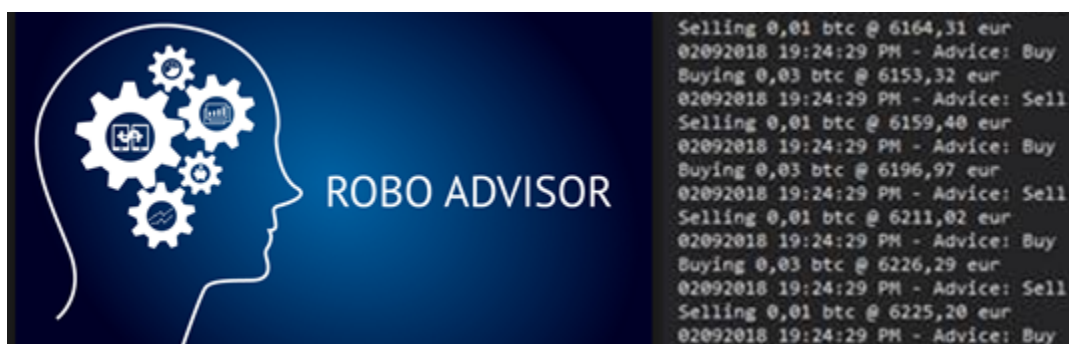 ROBO ADVISOR
Selling 0,01 btc @ 6164,31 eur
02092018 19:24:29 PM - Advice: Buy
Buying 0,03 btc @ 6153,32 eur
02092018 19:24:29 PM - Advice: Sell
Selling 0,01 btc @ 6159,40 eur
02092018 19:24:29 PM - Advice: Buy
Buying 0,03 btc @ 6196,97 eur
02092018 19:24:29 PM - Advice: Sell
Selling 0,01 btc @ 6211,02 eur
02092018 19:24:29 PM - Advice: Buy
Buying 0,03 btc @ 6226,29 eur
02092018 19:24:29 PM - Advice: Sell
Selling 0,01 btc @ 6225,20 eur
02092018 19:24:29 PM - Advice: Buy